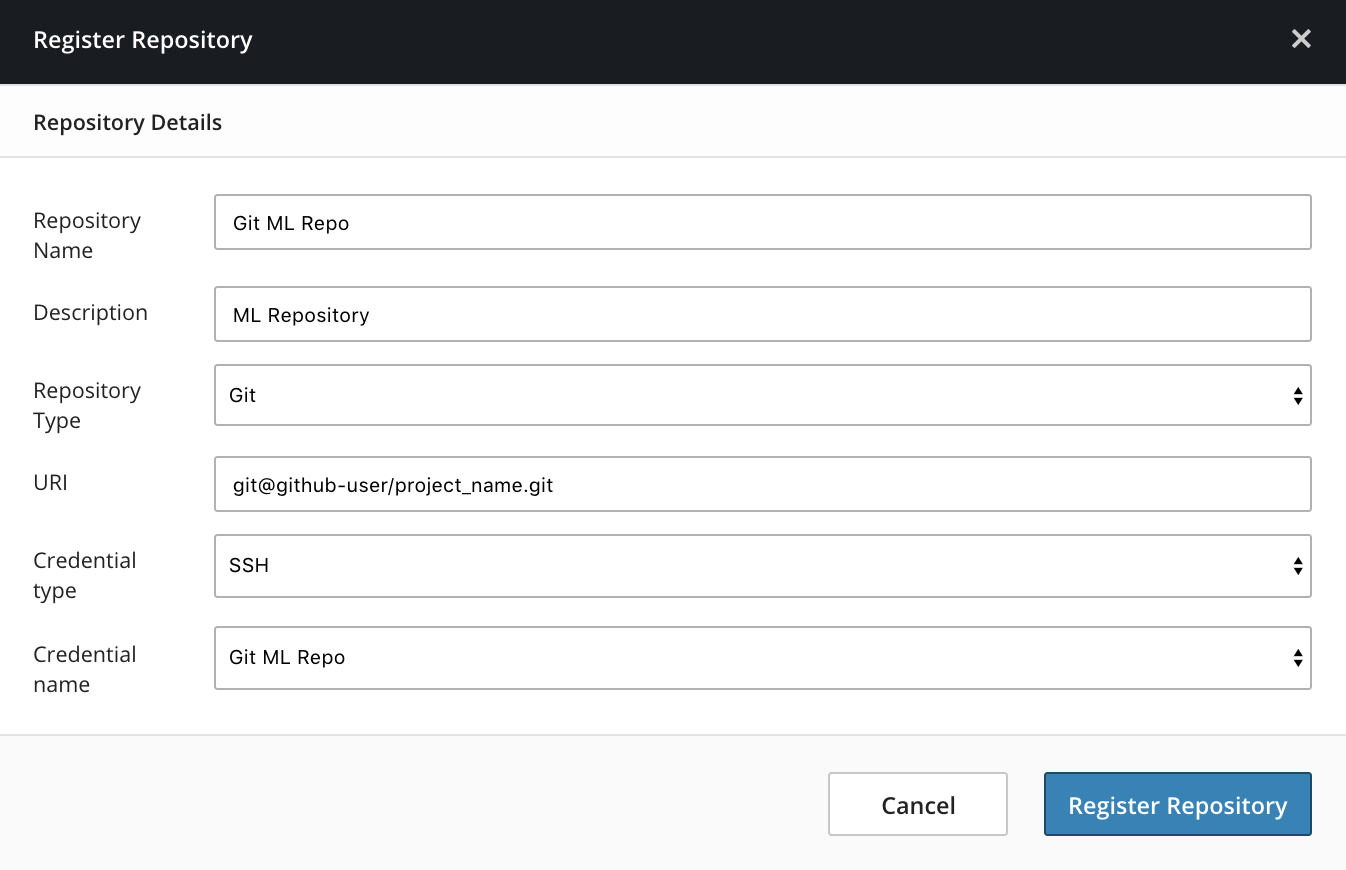 Register Repository
Repository Details
Repository
Name
Git ML Repo
Description
ML Repository
Repository
Type
Git
URI
git@github-user/project_name.git
Credential
type
SSH
Credential
name
Git ML Repo
Cancel
Register Repository